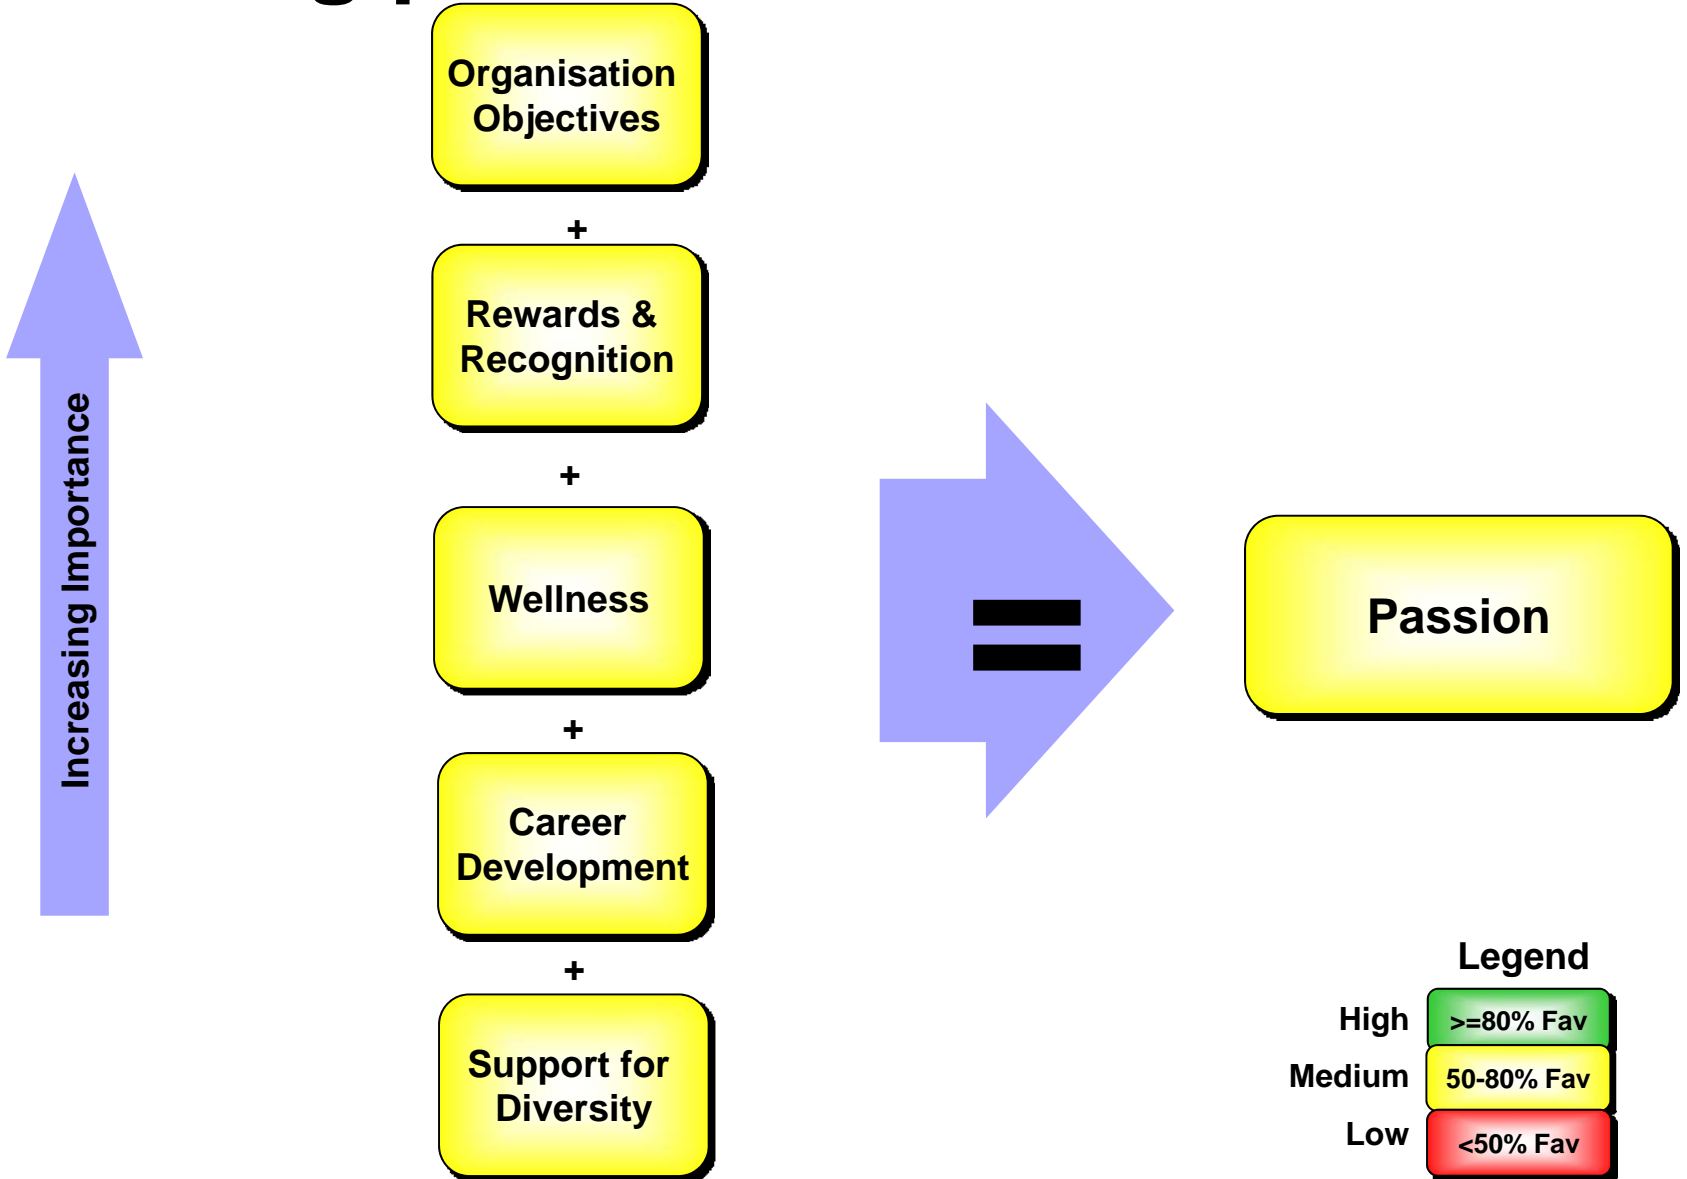 Organisation
Objectives
+
Rewards &
Recognition
+
Wellness
+
Career
Development
+
Support for
Diversity
Increasing Importance
=
Passion
Legend
High >=80% Fav
Medium 50-80% Fav
Low <50% Fav